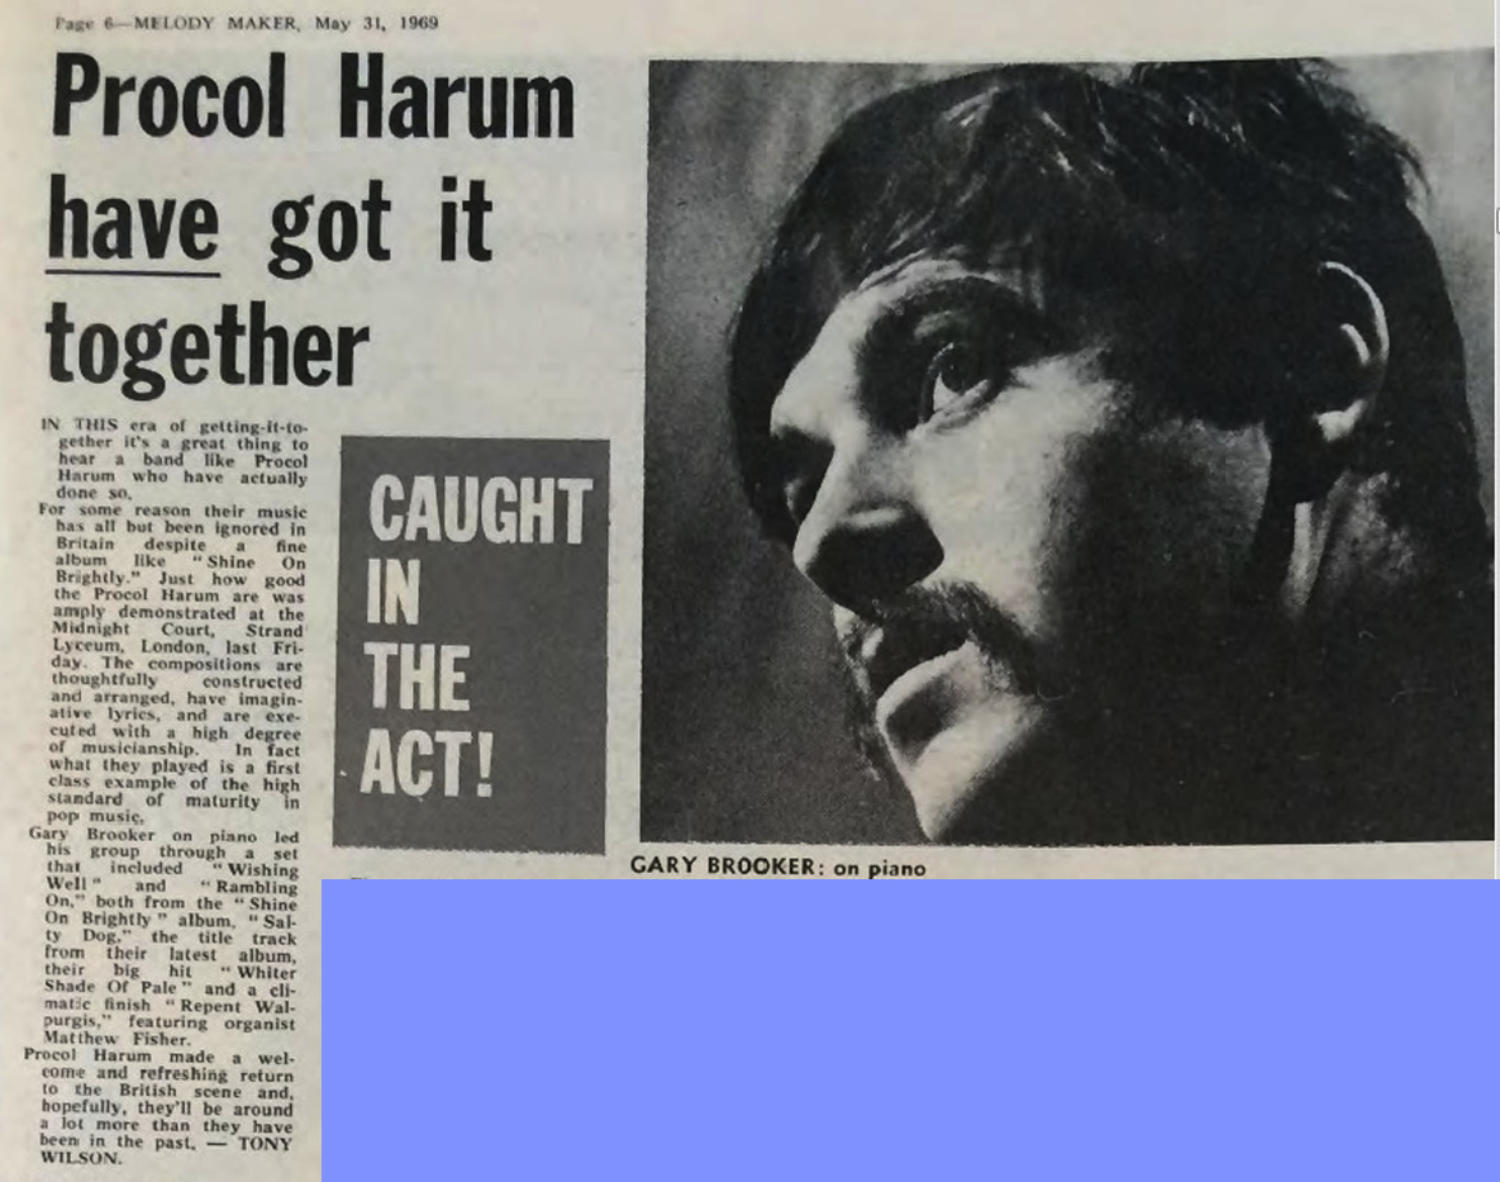 Page 6—MELODY MAKER, May 31, 1969
Procol Harum
have got it
together
IN THIS era of getting-it-to-
gether it's a great thing to
hear a band like Procol
Harum who have actually
done so.
For some reason their music
has all but been ignored in
Britain despite a fine
album like "Shine On
Brightly." Just how good
the Procol Harum are was
amply demonstrated at the
Midnight Court, Strand
Lyceum, London, last Fri-
day. The compositions are
thoughtfully constructed
and arranged, have imagin-
ative lyrics, and are exe-
cuted with a high degree
of musicianship. In fact
what they played is a first
class example of the high
standard of maturity in
pop music.
Gary Brooker on piano led
his group through a set
that included "Wishing
Well" and "Rambling
On," both from the "Shine
On Brightly" album, "Sal-
ty Dog," the title track
from their latest album,
their big hit "Whiter
Shade Of Pale" and a cli-
matic finish "Repent Wal-
purgis," featuring organist
Matthew Fisher.
Procol Harum made a wel-
come and refreshing return
to the British scene and,
hopefully, they'll be around
a lot more than they have
been in the past. — TONY
WILSON.
CAUGHT
IN
THE
ACT!
GARY BROOKER: on piano